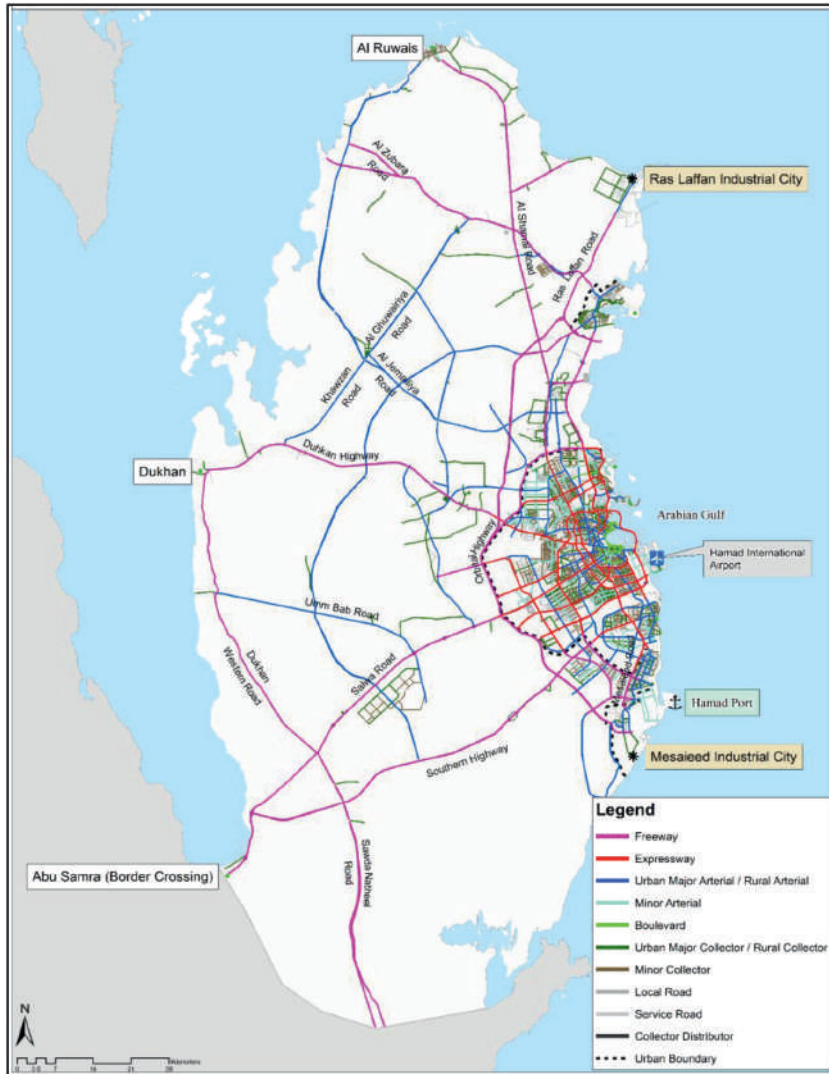 Al Ruwais
Al Zubara
Road
Ras Laffan Industrial City
Al Shamal Road
Ras Laffan Road
Al Ghuwairiya
Road
Khawzan
Road
Al Jemailiya
Road
Dukhan
Duhkan Highway
Arabian Gulf
Hamad International
Airport
Orbital Highway
Umm Bab Road
Dukhan
Western Road
Salwa Road
Hamad Port
Southern Highway
Mesaieed Industrial City
Abu Samra (Border Crossing)
Sawda Natheel
Road
Legend
Freeway
Expressway
Urban Major Arterial / Rural Arterial
Minor Arterial
Boulevard
Urban Major Collector / Rural Collector
Minor Collector
Local Road
Service Road
Collector Distributor
Urban Boundary
N